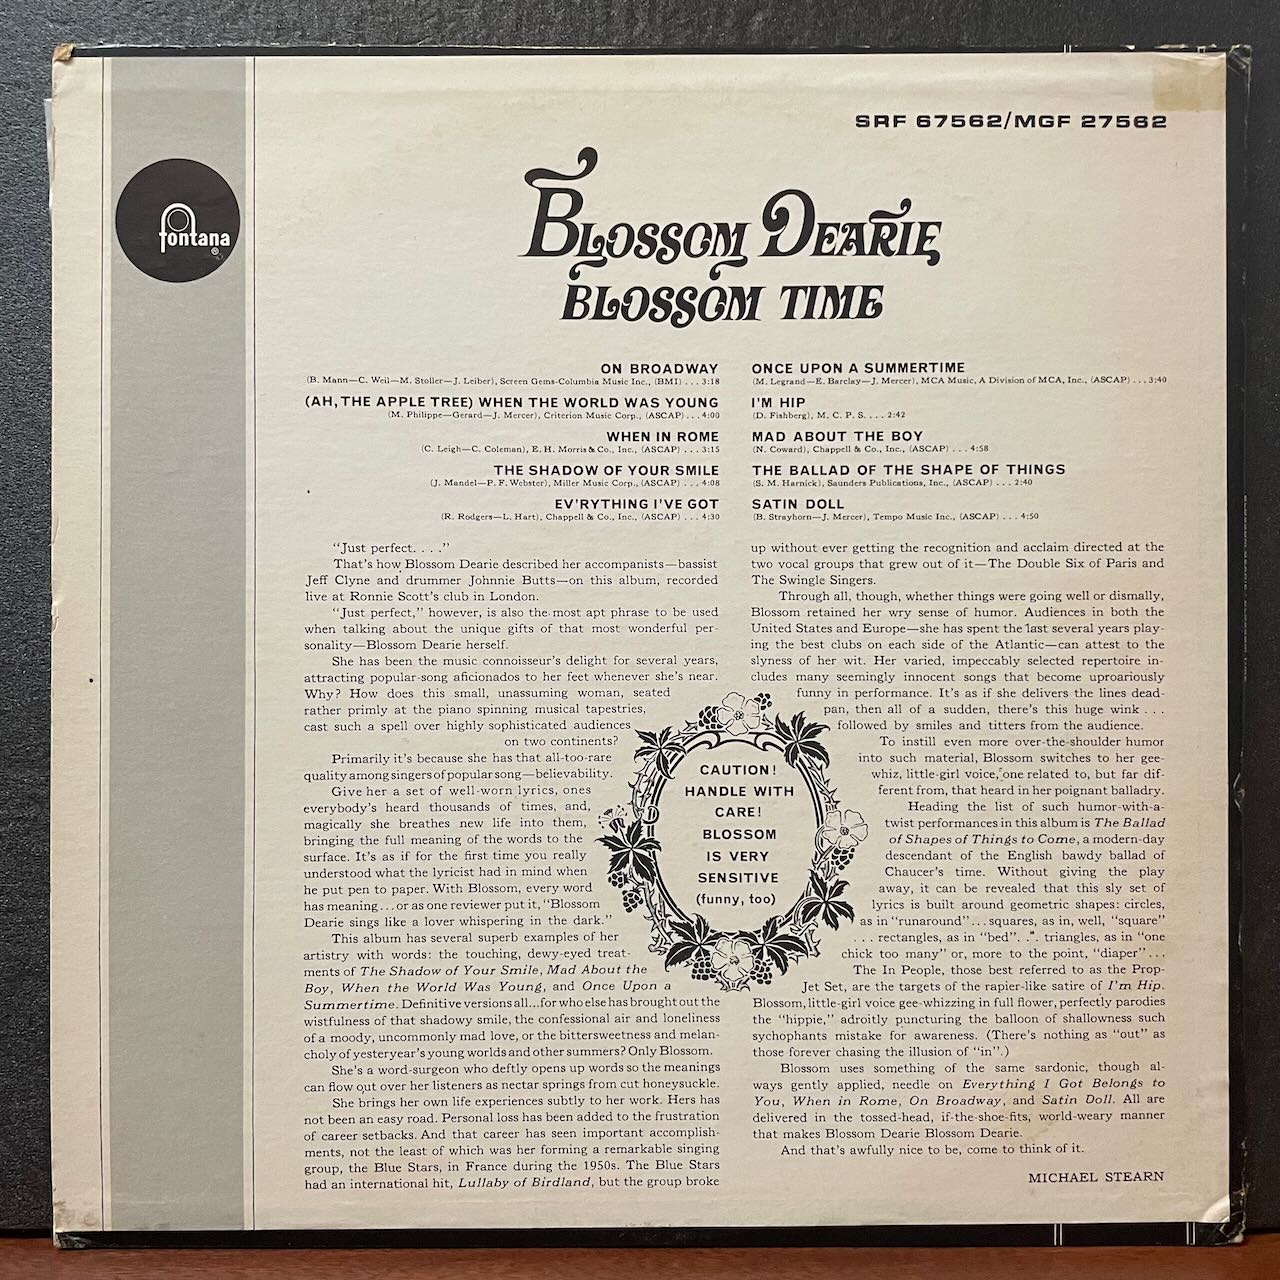 SRF 67562/MGF 27562
fontana
®
BLOSSOM DEARIE
BLOSSOM TIME
ON BROADWAY
(B. Mann—C. Weil—M. Stoller—J. Leiber), Screen Gems-Columbia Music Inc., (BMI) . . . 3:18
(AH, THE APPLE TREE) WHEN THE WORLD WAS YOUNG
(M. Philippe—Gerard—J. Mercer), Criterion Music Corp., (ASCAP) . . . 4:00
WHEN IN ROME
(C. Leigh—C. Coleman), E. H. Morris & Co., Inc., (ASCAP) . . . 3:15
THE SHADOW OF YOUR SMILE
(J. Mandel—P. F. Webster), Miller Music Corp., (ASCAP) . . . 4:08
EV'RYTHING I'VE GOT
(R. Rodgers—L. Hart), Chappell & Co., Inc., (ASCAP) . . . 4:30
ONCE UPON A SUMMERTIME
(M. Legrand—E. Barclay—J. Mercer), MCA Music, A Division of MCA, Inc., (ASCAP) . . . 3:40
I'M HIP
(D. Fishberg), M. C. P. S. . . . 2:42
MAD ABOUT THE BOY
(N. Coward), Chappell & Co., Inc., (ASCAP) . . . 4:58
THE BALLAD OF THE SHAPE OF THINGS
(S. M. Harnick), Saunders Publications, Inc., (ASCAP) . . . 2:40
SATIN DOLL
(B. Strayhorn—J. Mercer), Tempo Music Inc., (ASCAP) . . . 4:50
"Just perfect. . . ."
That's how Blossom Dearie described her accompanists—bassist
Jeff Clyne and drummer Johnnie Butts—on this album, recorded
live at Ronnie Scott's club in London.
"Just perfect," however, is also the most apt phrase to be used
when talking about the unique gifts of that most wonderful per-
sonality—Blossom Dearie herself.
She has been the music connoisseur's delight for several years,
attracting popular-song aficionados to her feet whenever she's near.
Why? How does this small, unassuming woman, seated
rather primly at the piano spinning musical tapestries,
cast such a spell over highly sophisticated audiences
on two continents?
Primarily it's because she has that all-too-rare
quality among singers of popular song—believability.
Give her a set of well-worn lyrics, ones
everybody's heard thousands of times, and,
magically she breathes new life into them,
bringing the full meaning of the words to the
surface. It's as if for the first time you really
understood what the lyricist had in mind when
he put pen to paper. With Blossom, every word
has meaning . . . or as one reviewer put it, "Blossom
Dearie sings like a lover whispering in the dark."
This album has several superb examples of her
artistry with words: the touching, dewy-eyed treat-
ments of The Shadow of Your Smile, Mad About the
Boy, When the World Was Young, and Once Upon a
Summertime. Definitive versions all...for who else has brought out the
wistfulness of that shadowy smile, the confessional air and loneliness
of a moody, uncommonly mad love, or the bittersweetness and melan-
choly of yesteryear's young worlds and other summers? Only Blossom.
She's a word-surgeon who deftly opens up words so the meanings
can flow out over her listeners as nectar springs from cut honeysuckle.
She brings her own life experiences subtly to her work. Hers has
not been an easy road. Personal loss has been added to the frustration
of career setbacks. And that career has seen important accomplish-
ments, not the least of which was her forming a remarkable singing
group, the Blue Stars, in France during the 1950s. The Blue Stars
had an international hit, Lullaby of Birdland, but the group broke
CAUTION!
HANDLE WITH
CARE!
BLOSSOM
IS VERY
SENSITIVE
(funny, too)
up without ever getting the recognition and acclaim directed at the
two vocal groups that grew out of it—The Double Six of Paris and
The Swingle Singers.
Through all, though, whether things were going well or dismally,
Blossom retained her wry sense of humor. Audiences in both the
United States and Europe—she has spent the last several years play-
ing the best clubs on each side of the Atlantic—can attest to the
slyness of her wit. Her varied, impeccably selected repertoire in-
cludes many seemingly innocent songs that become uproariously
funny in performance. It's as if she delivers the lines dead-
pan, then all of a sudden, there's this huge wink . . .
followed by smiles and titters from the audience.
To instill even more over-the-shoulder humor
into such material, Blossom switches to her gee-
whiz, little-girl voice, one related to, but far dif-
ferent from, that heard in her poignant balladry.
Heading the list of such humor-with-a-
twist performances in this album is The Ballad
of Shapes of Things to Come, a modern-day
descendant of the English bawdy ballad of
Chaucer's time. Without giving the play
away, it can be revealed that this sly set of
lyrics is built around geometric shapes: circles,
as in "runaround" . . . squares, as in, well, "square"
. . . rectangles, as in "bed". . . . triangles, as in "one
chick too many" or, more to the point, "diaper" . . .
The In People, those best referred to as the Prop-
Jet Set, are the targets of the rapier-like satire of I'm Hip.
Blossom, little-girl voice gee-whizzing in full flower, perfectly parodies
the "hippie," adroitly puncturing the balloon of shallowness such
sychophants mistake for awareness. (There's nothing as "out" as
those forever chasing the illusion of "in".)
Blossom uses something of the same sardonic, though al-
ways gently applied, needle on Everything I Got Belongs to
You, When in Rome, On Broadway, and Satin Doll. All are
delivered in the tossed-head, if-the-shoe-fits, world-weary manner
that makes Blossom Dearie Blossom Dearie.
And that's awfully nice to be, come to think of it.
MICHAEL STEARN